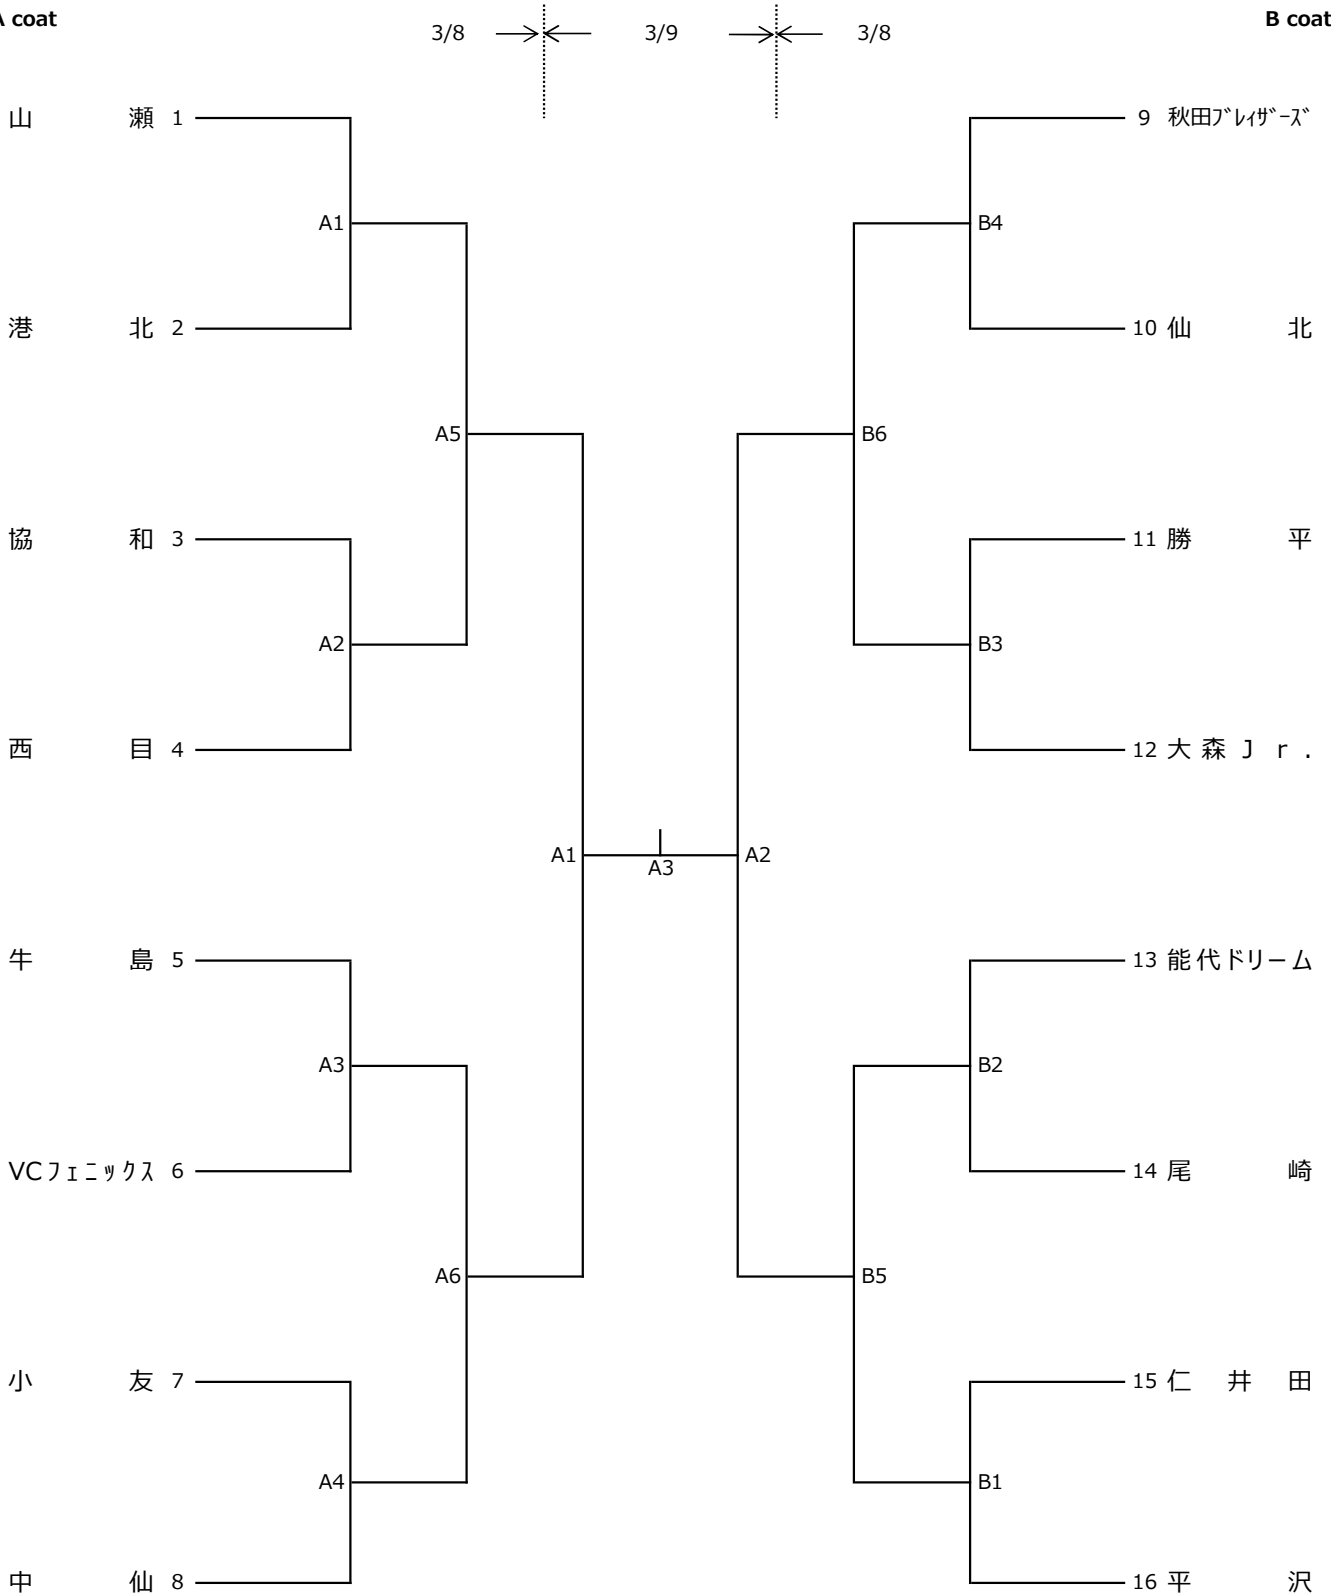 A coat
B coat
3/8 3/9 3/8
山瀬 1
9 秋田ﾌﾞﾚｲｻﾞｰｽﾞ
A1
B4
港北 2
10 仙北
A5
B6
協和 3
11 勝平
A2
B3
西目 4
12 大森Jr.
A1
A3
A2
牛島 5
13 能代ドリーム
A3
B2
VCﾌｪﾆｯｸｽ 6
14 尾崎
A6
B5
小友 7
15 仁井田
A4
B1
中仙 8
16 平沢